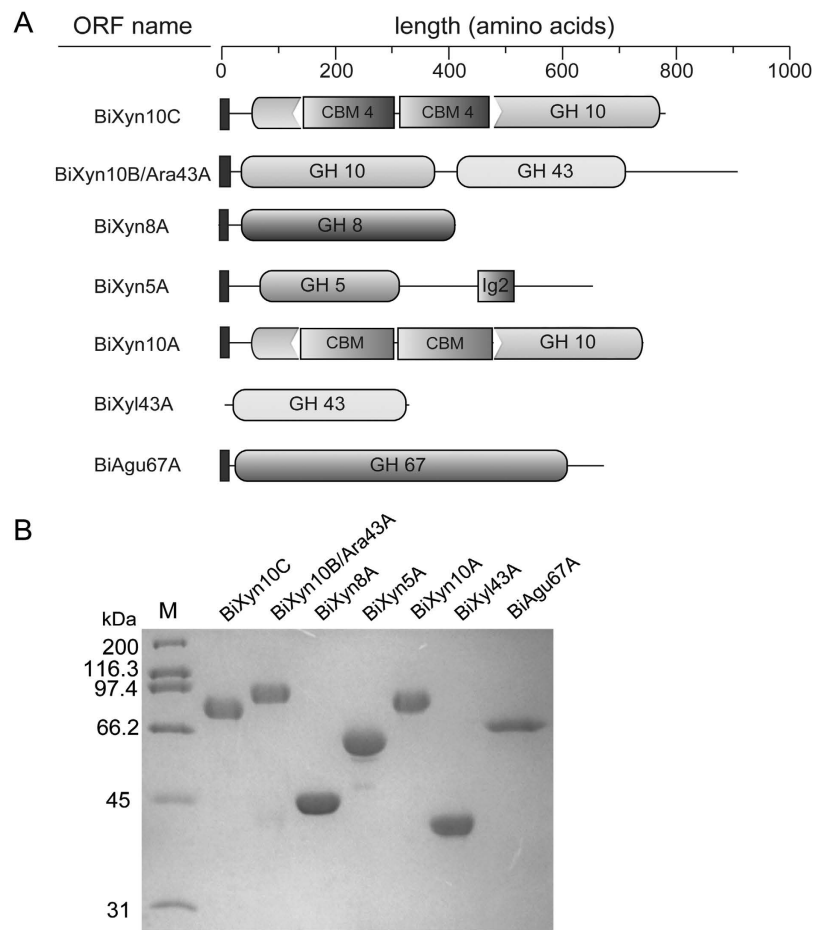 A
ORF name length (amino acids)
0 200 400 600 800 1000
BiXyn10C CBM 4 CBM 4 GH 10
BiXyn10B/Ara43A GH 10 GH 43
BiXyn8A GH 8
BiXyn5A GH 5 Ig2
BiXyn10A CBM CBM GH 10
BiXyl43A GH 43
BiAgu67A GH 67
B
kDa M BiXyn10C BiXyn10B/Ara43A BiXyn8A BiXyn5A BiXyn10A BiXyl43A BiAgu67A
200
116.3
97.4
66.2
45
31